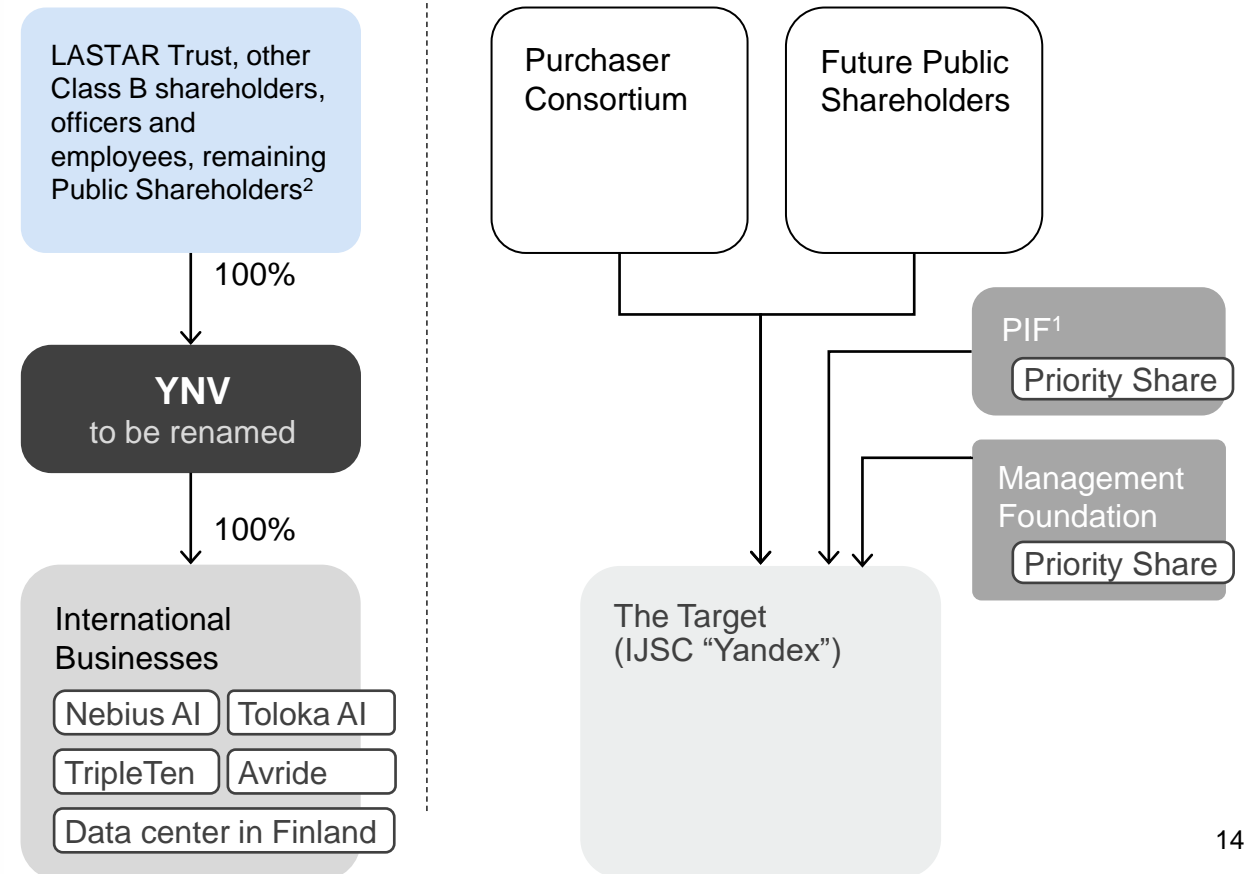 LASTAR Trust, other
Class B shareholders,
officers and
employees, remaining
Public Shareholders²
100%
YNV
to be renamed
100%
International
Businesses
Nebius AI
Toloka AI
TripleTen
Avride
Data center in Finland
Purchaser
Consortium
Future Public
Shareholders
PIF¹
Priority Share
Management
Foundation
Priority Share
The Target
(IJSC “Yandex”)
14